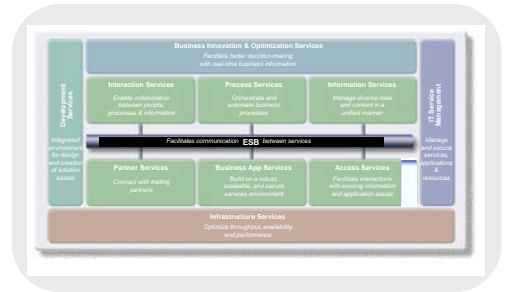 Business Innovation & Optimization Services
Facilitate better decision-making
with real-time business information
Development
Services
Integrated
environment
for design
and creation
of solution
assets
Interaction Services
Enable collaboration
between people,
processes & information
Process Services
Orchestrate and
automate business
processes
Information Services
Manage diverse data
and content in a
unified manner
IT Service
Management
Manage
and secure
services,
applications
&
resources
Facilitates communication ESB between services
Partner Services
Connect with trading
partners
Business App Services
Build on a robust,
scaleable, and secure
services environment
Access Services
Facilitate interactions
with existing information
and application assets
Infrastructure Services
Optimize throughput, availability
and performance